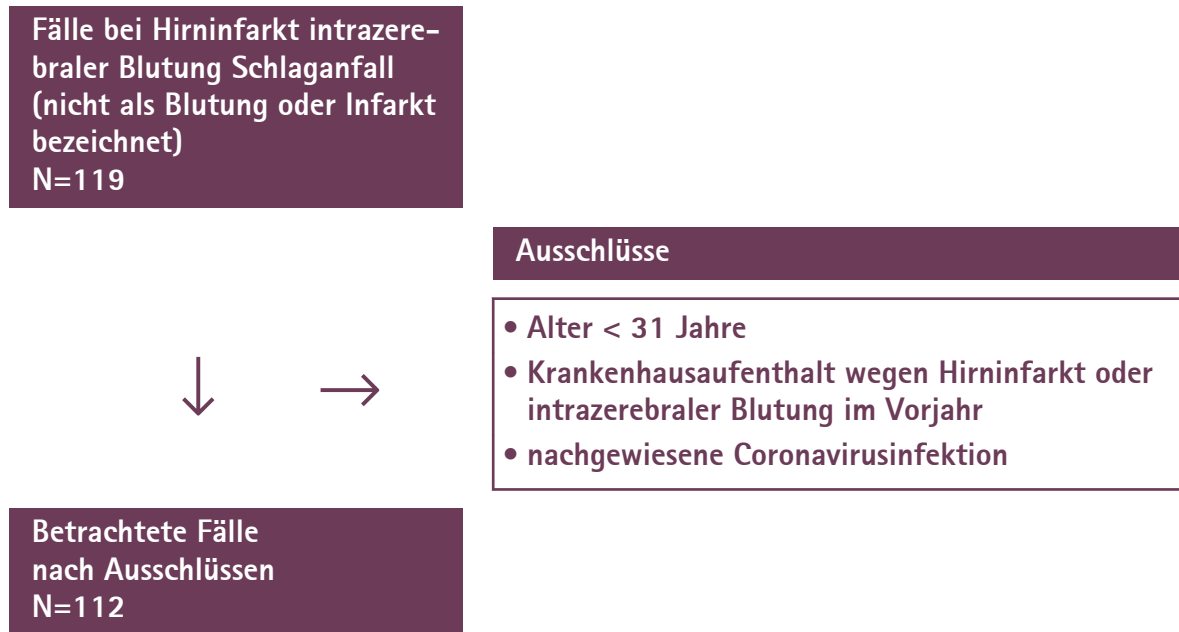 Fälle bei Hirninfarkt intrazere-
braler Blutung Schlaganfall
(nicht als Blutung oder Infarkt
bezeichnet)
N=119
Ausschlüsse
• Alter < 31 Jahre
• Krankenhausaufenthalt wegen Hirninfarkt oder
intrazerebraler Blutung im Vorjahr
• nachgewiesene Coronavirusinfektion
Betrachtete Fälle
nach Ausschlüssen
N=112